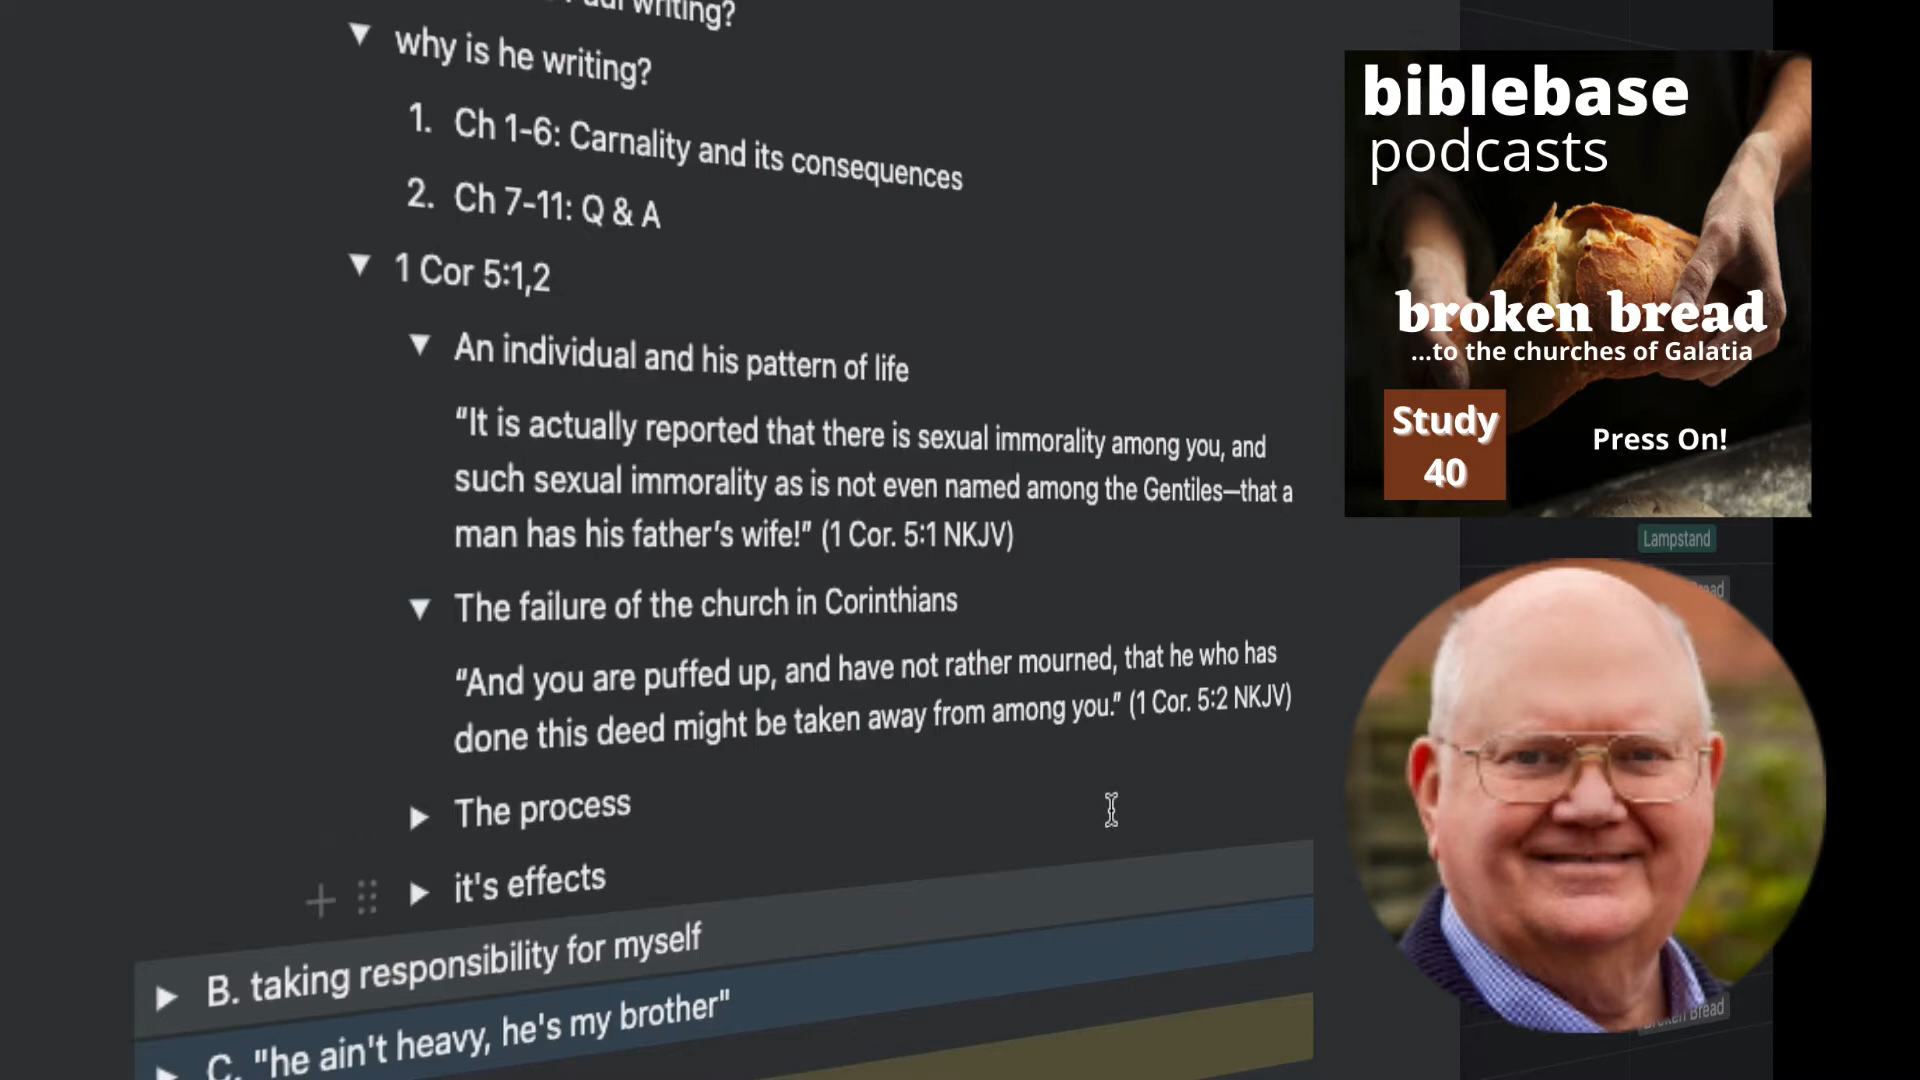 writing?
why is he writing?
1. Ch 1-6: Carnality and its consequences
2. Ch 7-11: Q & A
1 Cor 5:1,2
An individual and his pattern of life
“It is actually reported that there is sexual immorality among you, and
such sexual immorality as is not even named among the Gentiles—that a
man has his father’s wife!” (1 Cor. 5:1 NKJV)
The failure of the church in Corinthians
“And you are puffed up, and have not rather mourned, that he who has
done this deed might be taken away from among you.” (1 Cor. 5:2 NKJV)
The process
it's effects
B. taking responsibility for myself
C. "he ain't heavy, he's my brother"
biblebase
podcasts
broken bread
...to the churches of Galatia
Study
40
Press On!
Lampstand
Bread